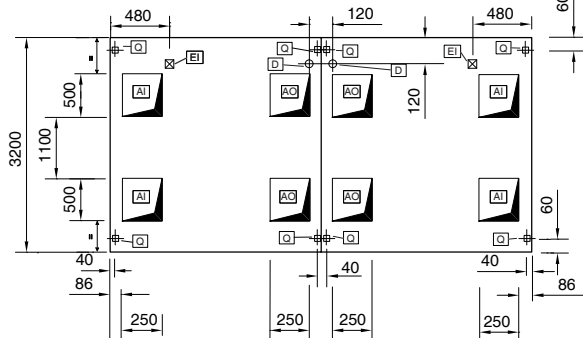 480 120 480 60
Q Q Q Q
EI D D EI
=
500 AI AO AO AI
120
3200 1100
500 AI AO AO AI
60
=
Q Q Q Q
40 40 40
86 86
250 250 250 250